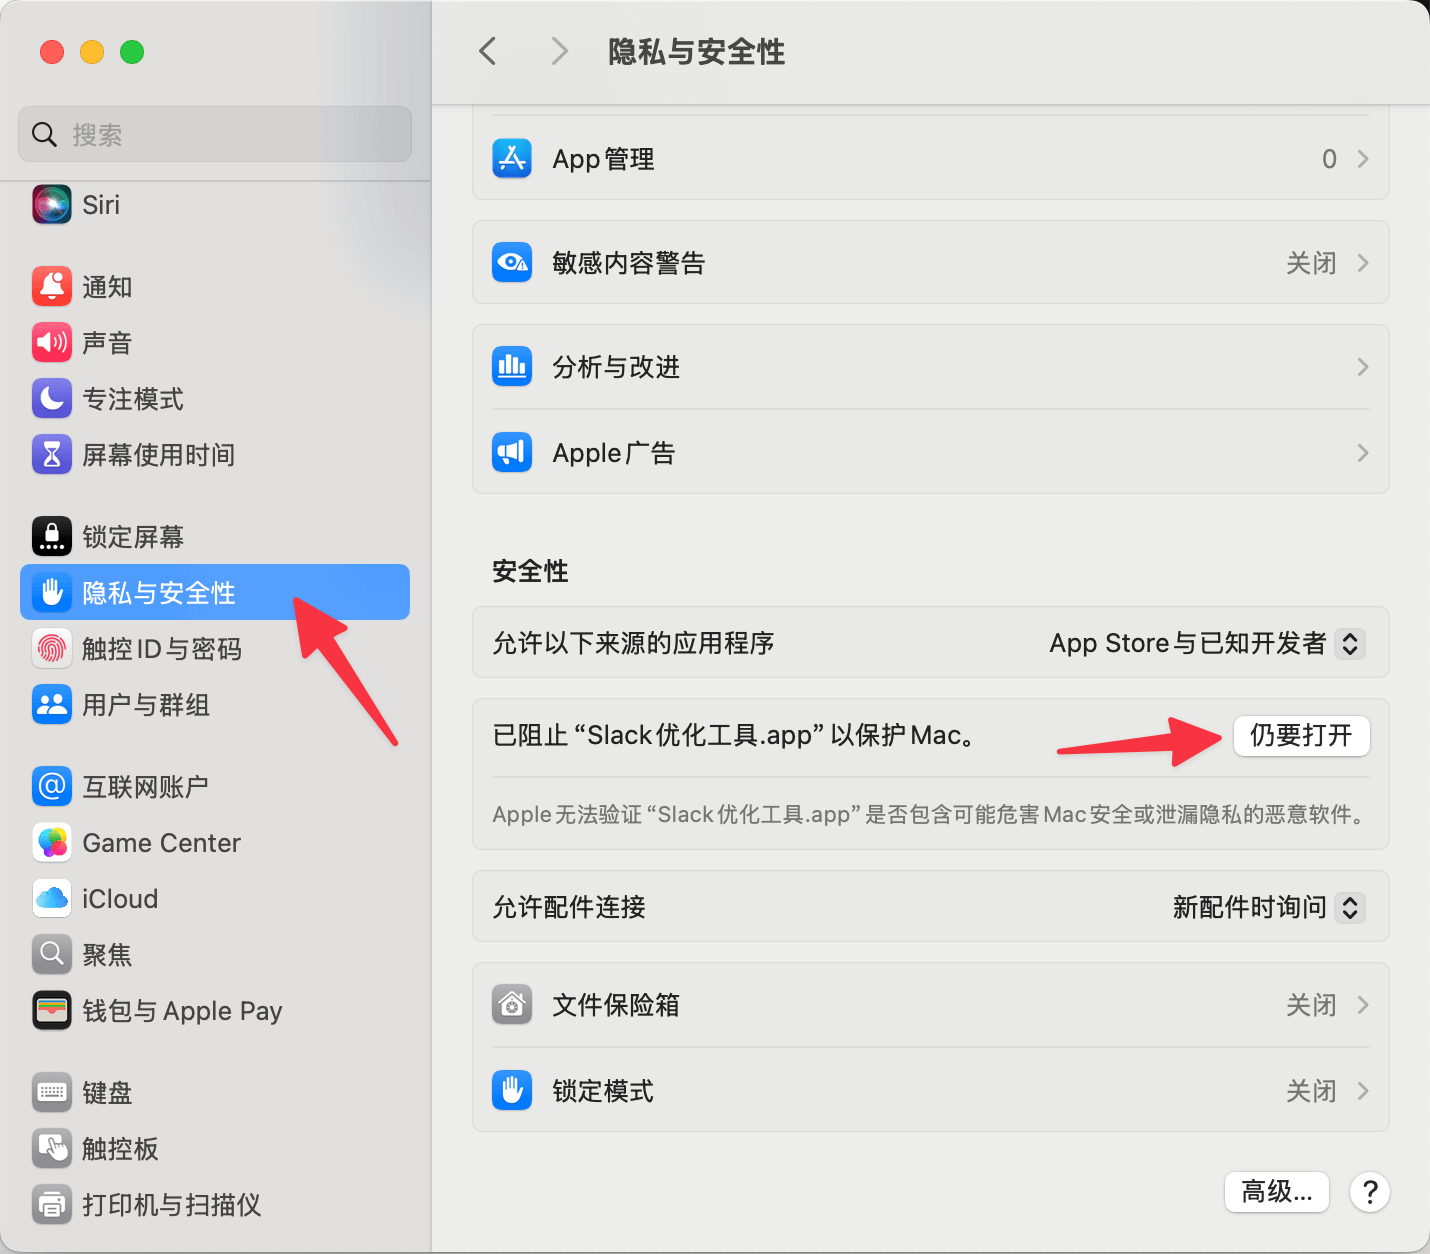 隐私与安全性
搜索
Siri
通知
声音
专注模式
屏幕使用时间
锁定屏幕
隐私与安全性
触控ID与密码
用户与群组
互联网账户
Game Center
iCloud
聚焦
钱包与 Apple Pay
键盘
触控板
打印机与扫描仪
App管理 0
敏感内容警告 关闭
分析与改进
Apple广告
安全性
允许以下来源的应用程序 App Store与已知开发者
已阻止“Slack优化工具.app”以保护Mac。 仍要打开
Apple无法验证“Slack优化工具.app”是否包含可能危害Mac安全或泄漏隐私的恶意软件。
允许配件连接 新配件时询问
文件保险箱 关闭
锁定模式 关闭
高级... ?